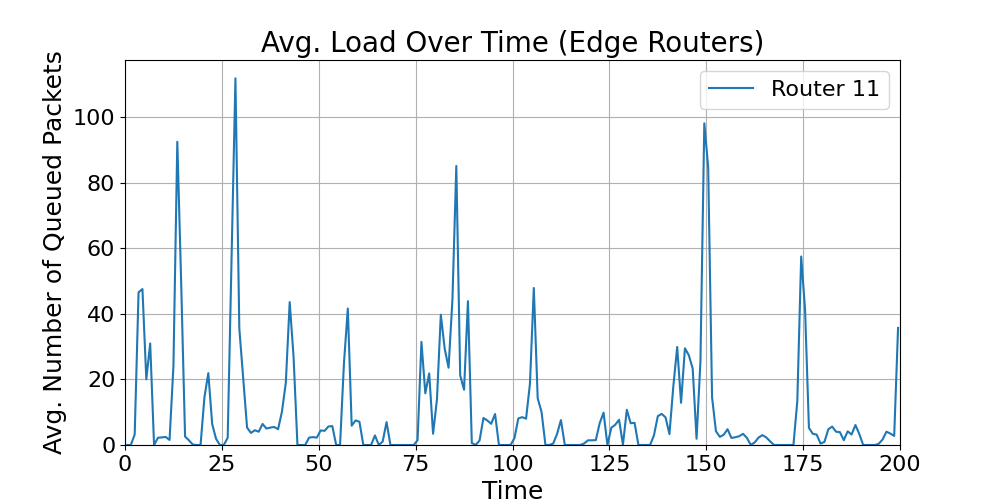 Avg. Load Over Time (Edge Routers)
Avg. Number of Queued Packets
100
80
60
40
20
0
Router 11
0 25 50 75 100 125 150 175 200
Time